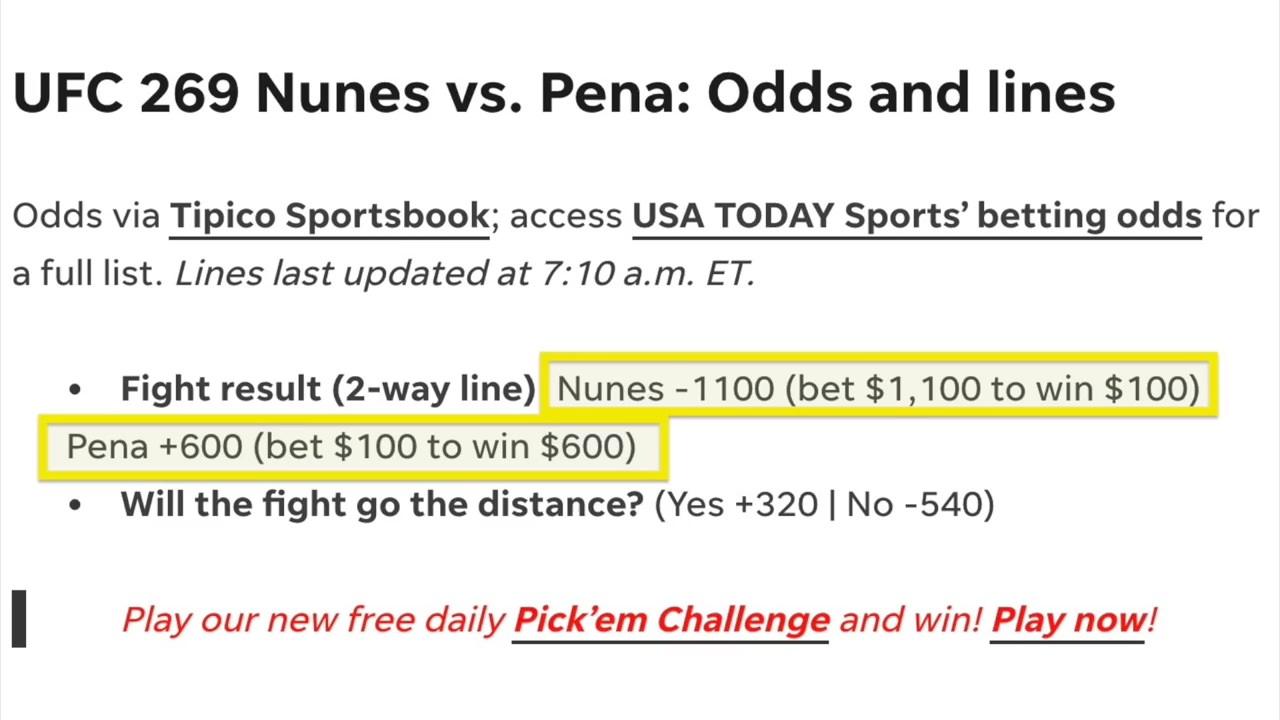 UFC 269 Nunes vs. Pena: Odds and lines
Odds via Tipico Sportsbook; access USA TODAY Sports’ betting odds for
a full list. Lines last updated at 7:10 a.m. ET.
• Fight result (2-way line) Nunes -1100 (bet $1,100 to win $100)
Pena +600 (bet $100 to win $600)
• Will the fight go the distance? (Yes +320 | No -540)
Play our new free daily Pick’em Challenge and win! Play now!